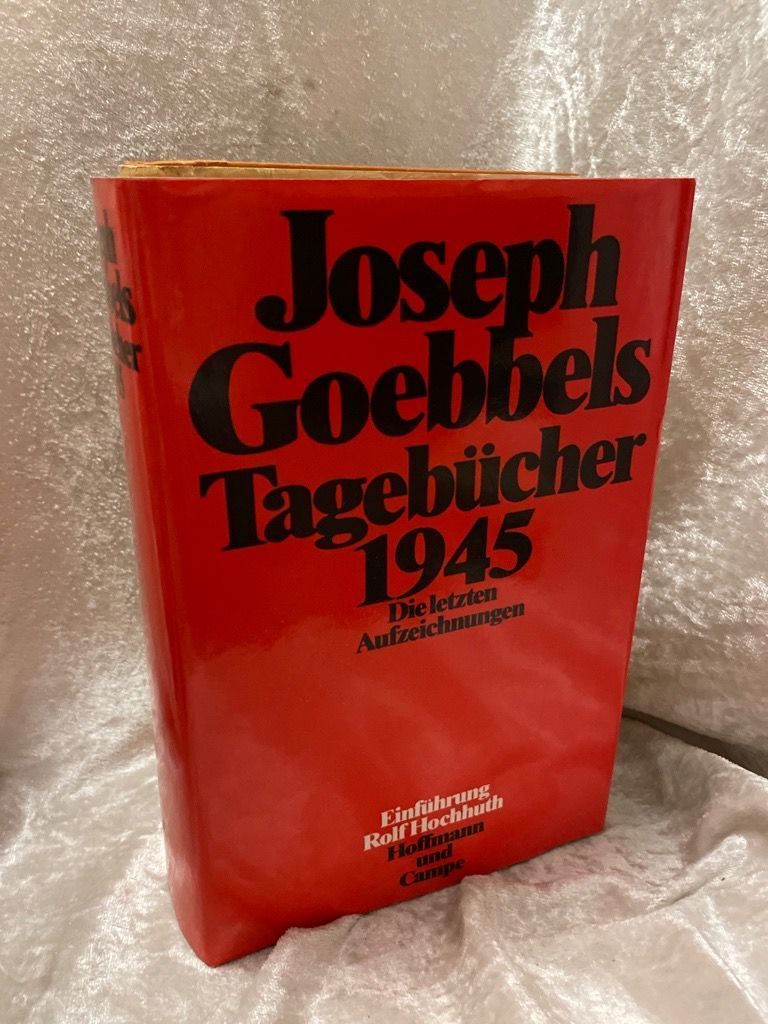 Joseph
Goebbels
Tagebücher
1945
Die letzten
Aufzeichnungen
Einführung
Rolf Hochhuth
Hoffmann
und
Campe